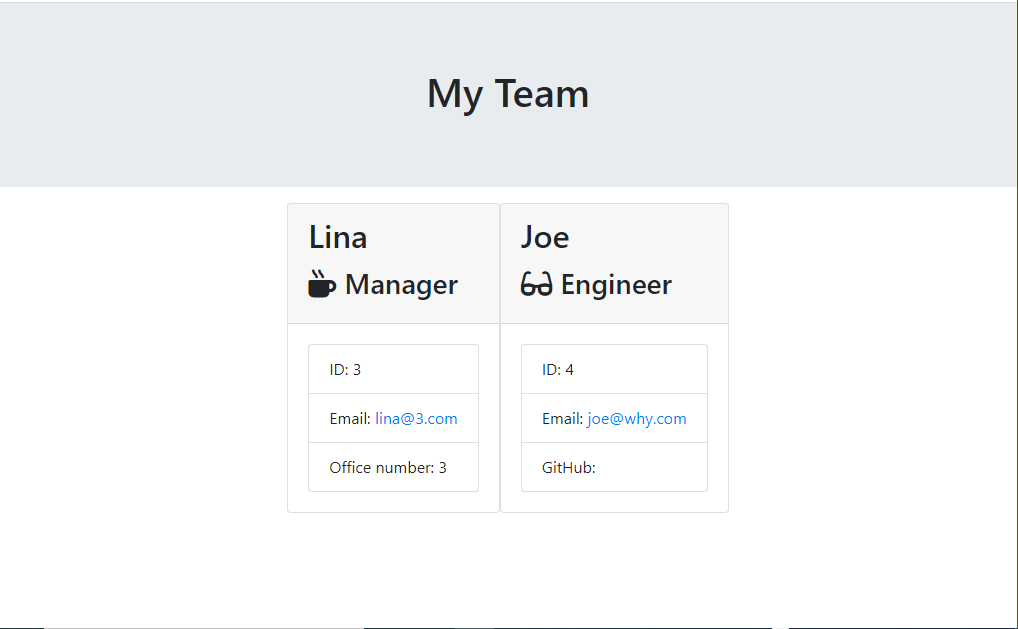 My Team
Lina
Manager
ID: 3
Email: lina@3.com
Office number: 3
Joe
Engineer
ID: 4
Email: joe@why.com
GitHub: